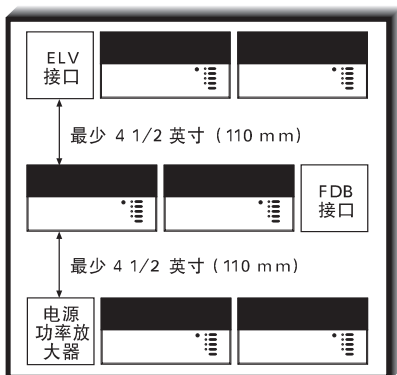 ELV
接口
最少 4 1/2 英寸 (110 mm)
FDB
接口
最少 4 1/2 英寸 (110 mm)
电源
功率放
大器